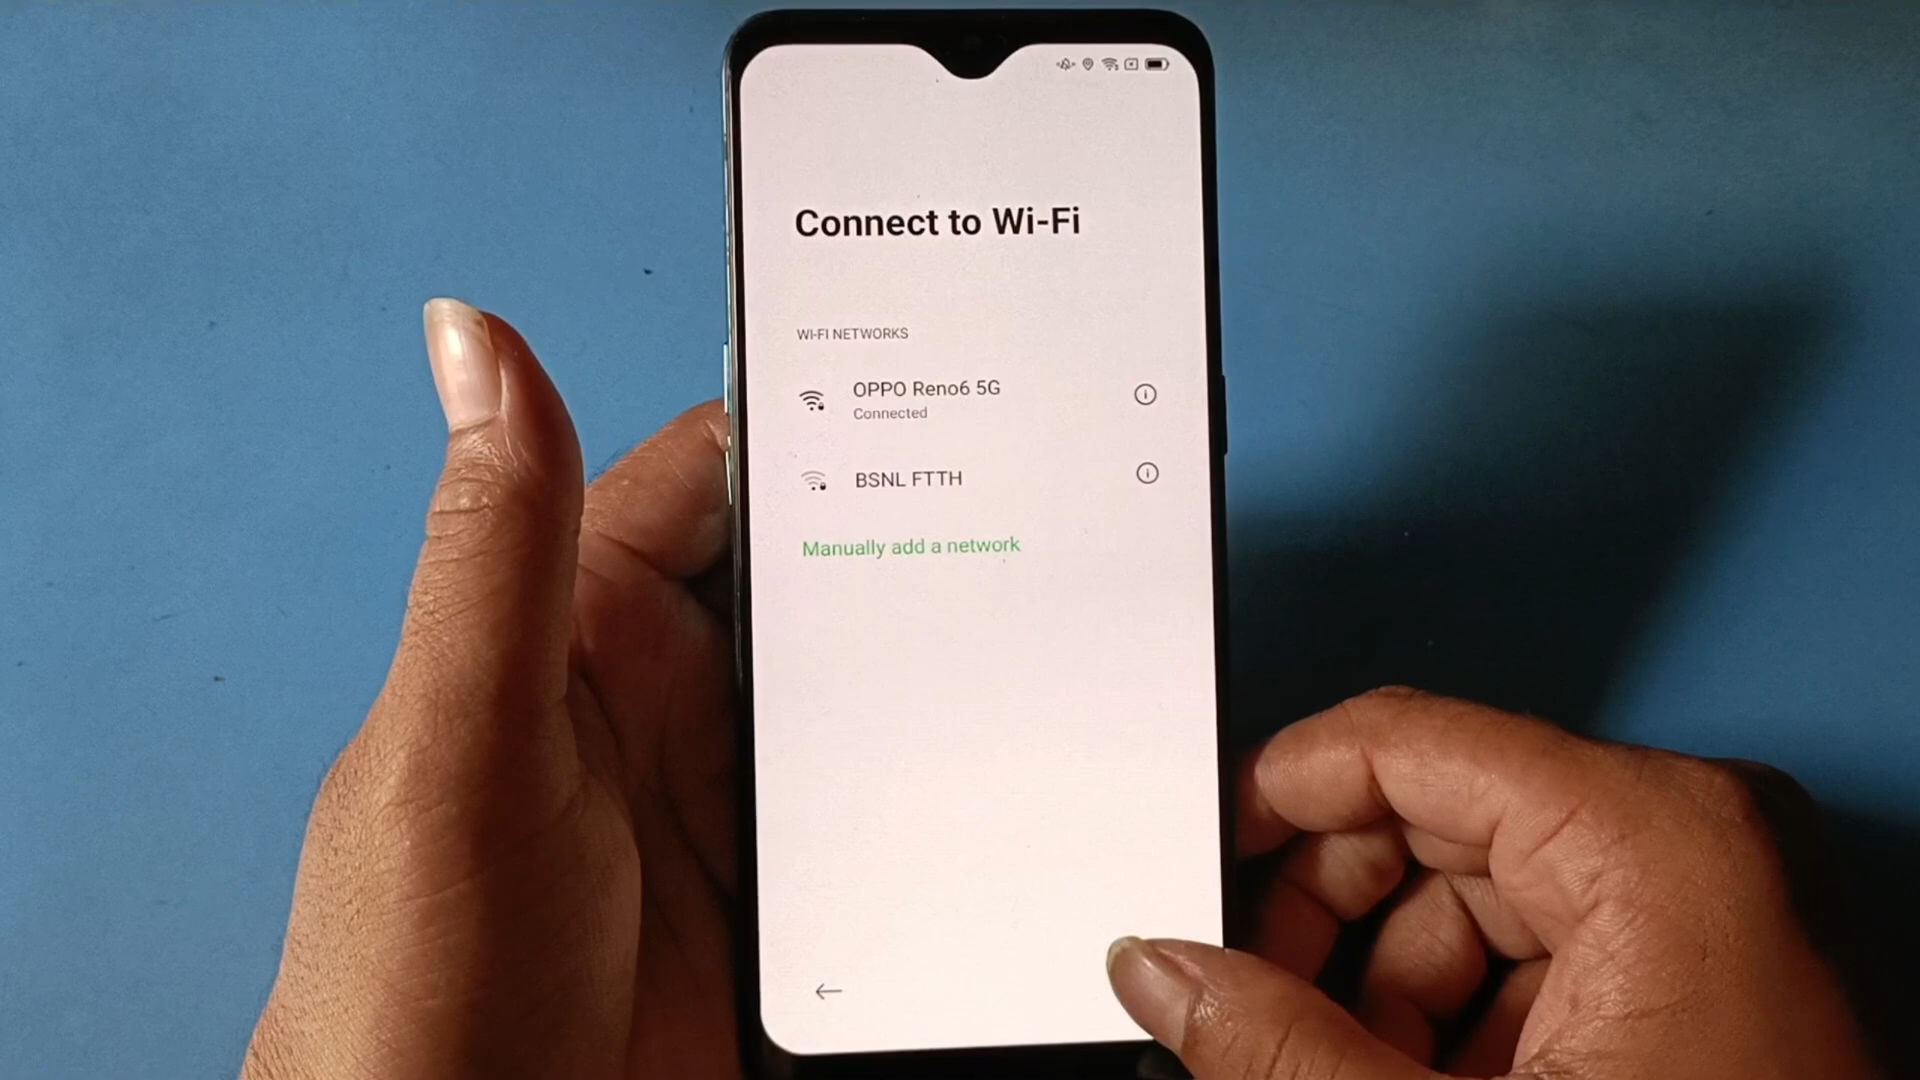 Connect to Wi-Fi
WI-FI NETWORKS
OPPO Reno6 5G
Connected
BSNL FTTH
Manually add a network